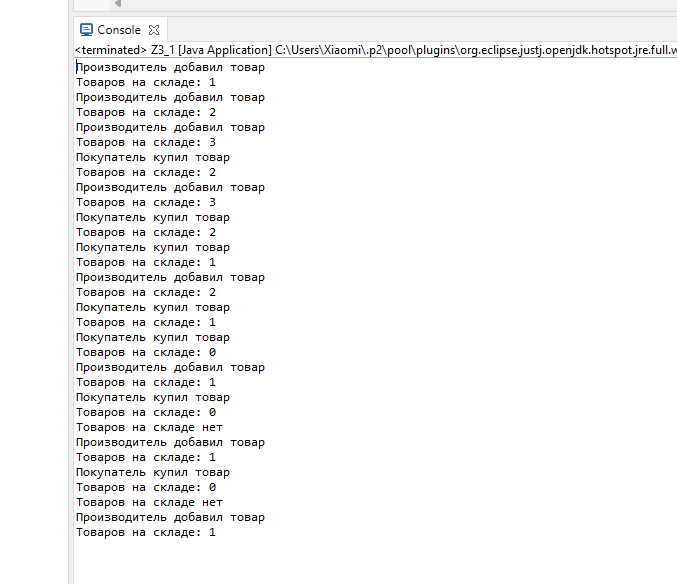 Console
<terminated> Z3_1 [Java Application] C:\Users\Xiaomi\.p2\pool\plugins\org.eclipse.justj.openjdk.hotspot.jre.full.w
Производитель добавил товар
Товаров на складе: 1
Производитель добавил товар
Товаров на складе: 2
Производитель добавил товар
Товаров на складе: 3
Покупатель купил товар
Товаров на складе: 2
Производитель добавил товар
Товаров на складе: 3
Покупатель купил товар
Товаров на складе: 2
Покупатель купил товар
Товаров на складе: 1
Производитель добавил товар
Товаров на складе: 2
Покупатель купил товар
Товаров на складе: 1
Покупатель купил товар
Товаров на складе: 0
Производитель добавил товар
Товаров на складе: 1
Покупатель купил товар
Товаров на складе: 0
Товаров на складе нет
Производитель добавил товар
Товаров на складе: 1
Покупатель купил товар
Товаров на складе: 0
Товаров на складе нет
Производитель добавил товар
Товаров на складе: 1